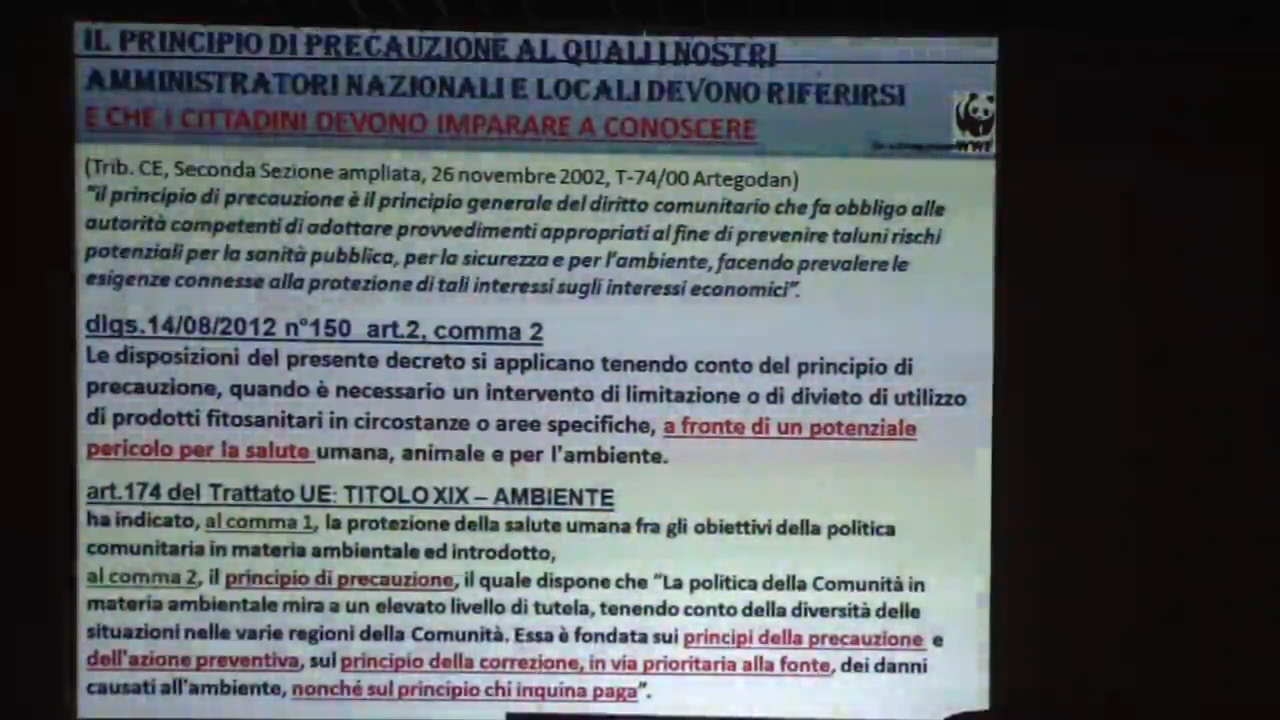 IL PRINCIPIO DI PRECAUZIONE AL QUALI I NOSTRI
AMMINISTRATORI NAZIONALI E LOCALI DEVONO RIFERIRSI
E CHE I CITTADINI DEVONO IMPARARE A CONOSCERE
WWF
(Trib. CE, Seconda Sezione ampliata, 26 novembre 2002, T-74/00 Artegodan)
"il principio di precauzione è il principio generale del diritto comunitario che fa obbligo alle
autorità competenti di adottare provvedimenti appropriati al fine di prevenire taluni rischi
potenziali per la sanità pubblica, per la sicurezza e per l'ambiente, facendo prevalere le
esigenze connesse alla protezione di tali interessi sugli interessi economici".
dlgs.14/08/2012 n°150 art.2, comma 2
Le disposizioni del presente decreto si applicano tenendo conto del principio di
precauzione, quando è necessario un intervento di limitazione o di divieto di utilizzo
di prodotti fitosanitari in circostanze o aree specifiche, a fronte di un potenziale
pericolo per la salute umana, animale e per l'ambiente.
art.174 del Trattato UE: TITOLO XIX – AMBIENTE
ha indicato, al comma 1, la protezione della salute umana fra gli obiettivi della politica
comunitaria in materia ambientale ed introdotto,
al comma 2, il principio di precauzione, il quale dispone che "La politica della Comunità in
materia ambientale mira a un elevato livello di tutela, tenendo conto della diversità delle
situazioni nelle varie regioni della Comunità. Essa è fondata sui principi della precauzione e
dell'azione preventiva, sul principio della correzione, in via prioritaria alla fonte, dei danni
causati all'ambiente, nonché sul principio chi inquina paga".